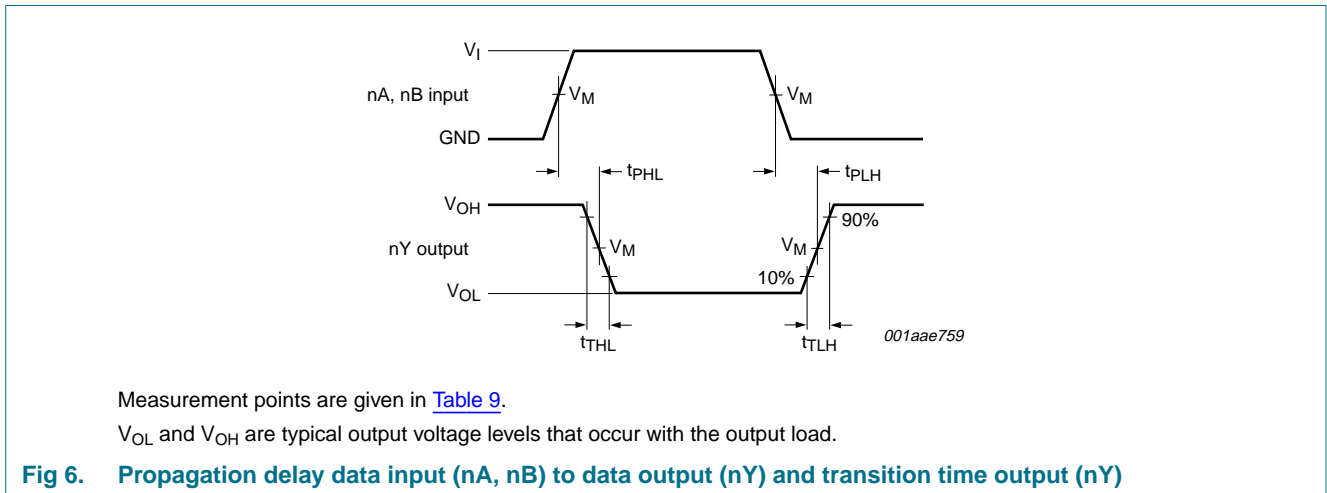 VI
nA, nB input
VM
VM
GND
tPHL
tPLH
VOH
90%
nY output
VM
VM
10%
VOL
tTHL
tTLH
001aae759
Measurement points are given in Table 9.
VOL and VOH are typical output voltage levels that occur with the output load.
Fig 6. Propagation delay data input (nA, nB) to data output (nY) and transition time output (nY)